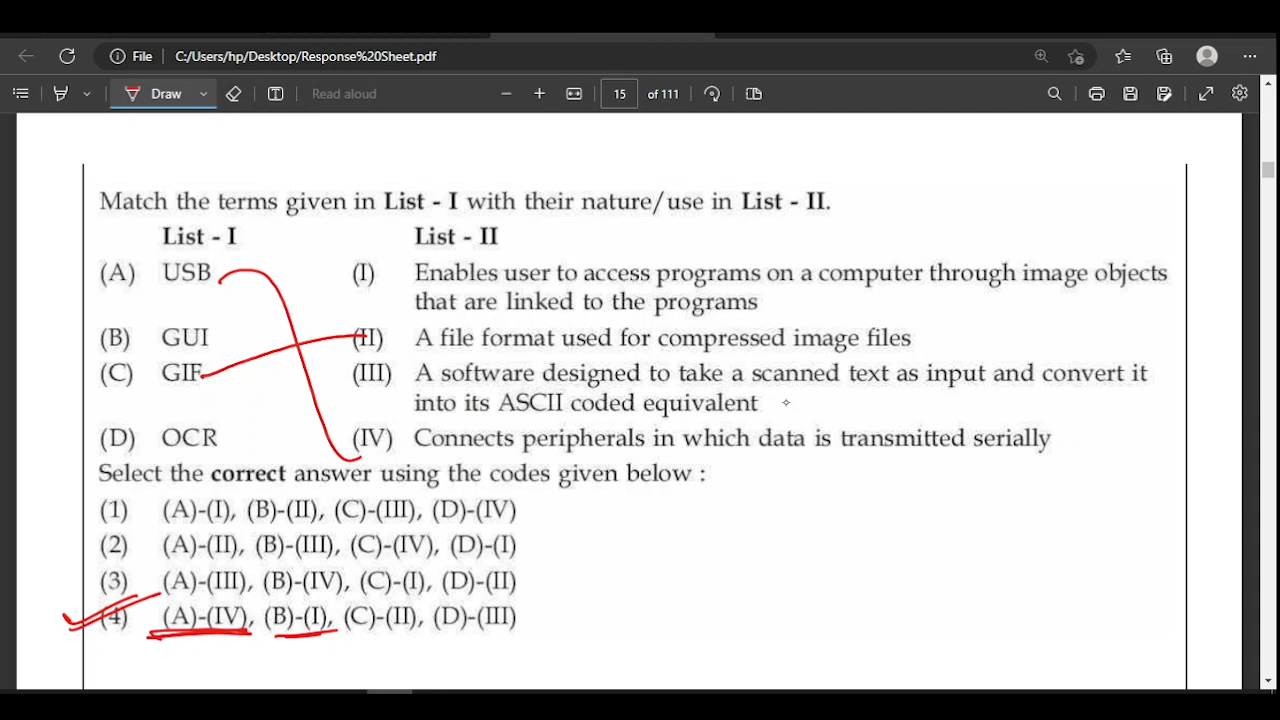 File C:/Users/hp/Desktop/Response%20Sheet.pdf
Draw Read aloud 15 of 111
Match the terms given in List - I with their nature/use in List - II.
List - I List - II
(A) USB (I) Enables user to access programs on a computer through image objects
that are linked to the programs
(B) GUI (II) A file format used for compressed image files
(C) GIF (III) A software designed to take a scanned text as input and convert it
into its ASCII coded equivalent
(D) OCR (IV) Connects peripherals in which data is transmitted serially
Select the correct answer using the codes given below :
(1) (A)-(I), (B)-(II), (C)-(III), (D)-(IV)
(2) (A)-(II), (B)-(III), (C)-(IV), (D)-(I)
(3) (A)-(III), (B)-(IV), (C)-(I), (D)-(II)
(4) (A)-(IV), (B)-(I), (C)-(II), (D)-(III)